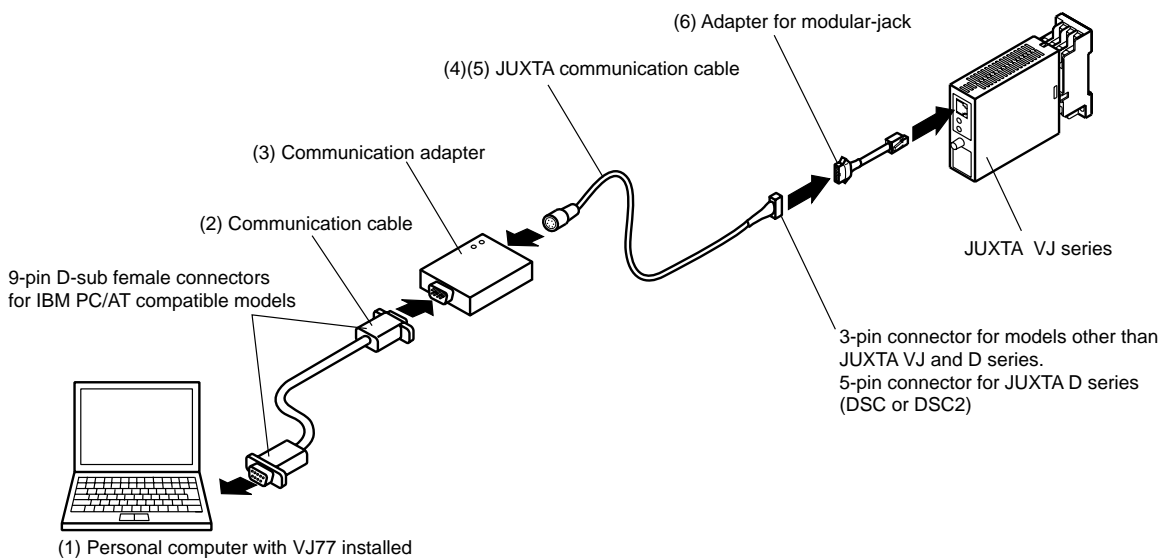 (6) Adapter for modular-jack
(4)(5) JUXTA communication cable
(3) Communication adapter
(2) Communication cable
JUXTA VJ series
9-pin D-sub female connectors
for IBM PC/AT compatible models
3-pin connector for models other than
JUXTA VJ and D series.
5-pin connector for JUXTA D series
(DSC or DSC2)
(1) Personal computer with VJ77 installed